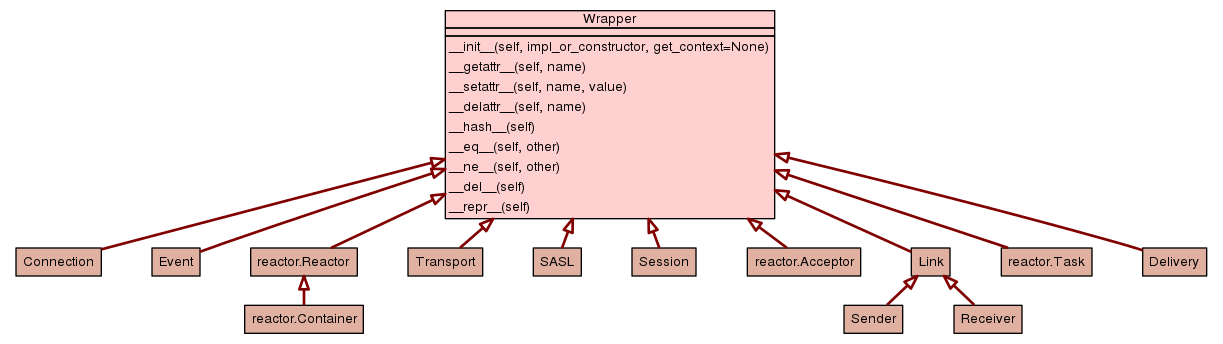 Wrapper
__init__(self, impl_or_constructor, get_context=None)
__getattr__(self, name)
__setattr__(self, name, value)
__delattr__(self, name)
__hash__(self)
__eq__(self, other)
__ne__(self, other)
__del__(self)
__repr__(self)
Connection
Event
reactor.Reactor
Transport
SASL
Session
reactor.Acceptor
Link
reactor.Task
Delivery
reactor.Container
Sender
Receiver